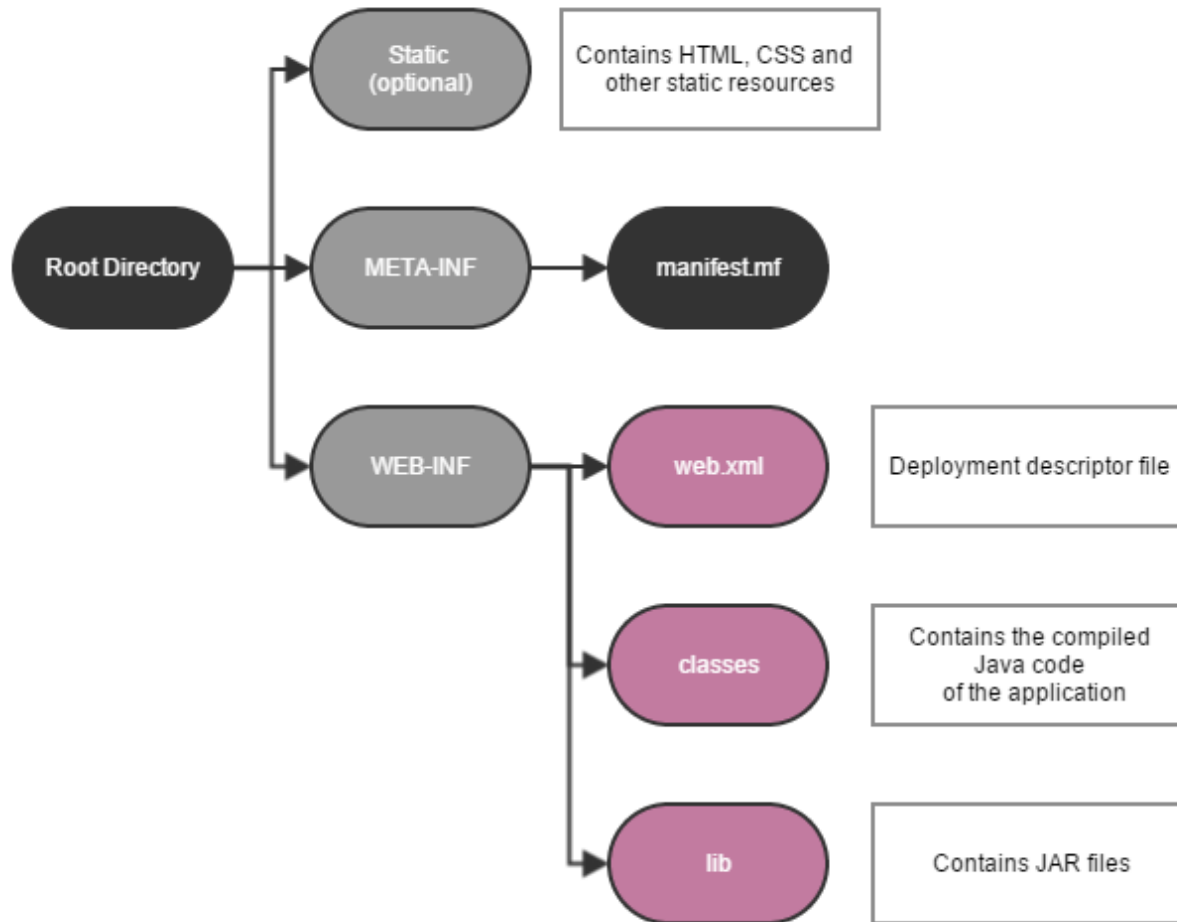 Static
(optional)
Contains HTML, CSS and
other static resources
Root Directory
META-INF
manifest.mf
WEB-INF
web.xml
Deployment descriptor file
classes
Contains the compiled
Java code
of the application
lib
Contains JAR files